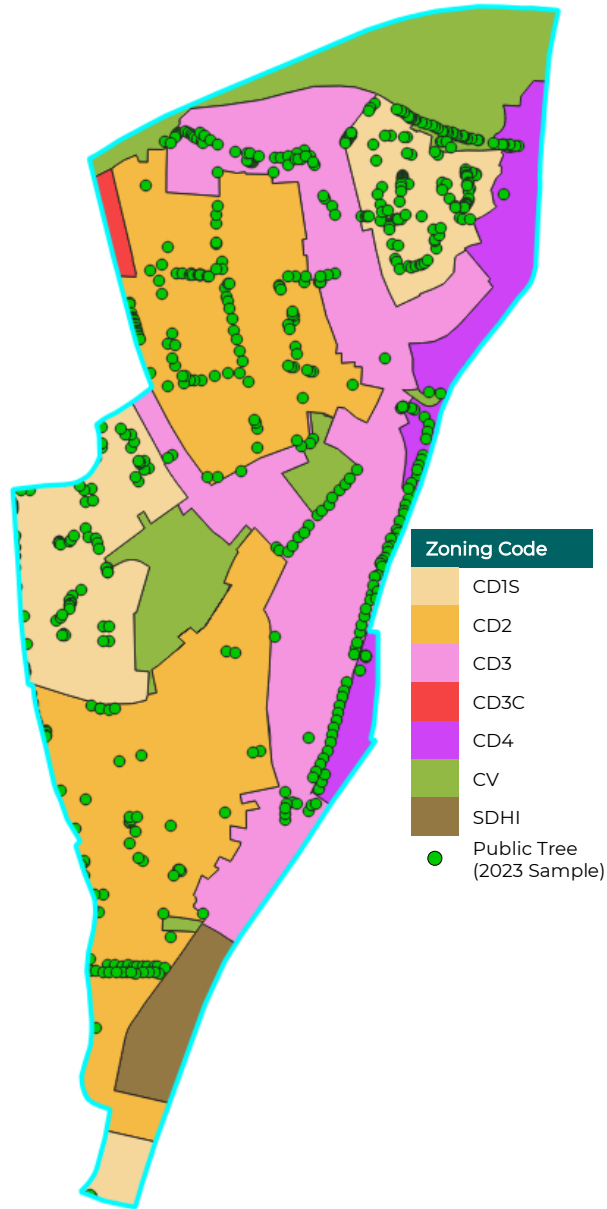 Zoning Code
CD1S
CD2
CD3
CD3C
CD4
CV
SDHI
Public Tree
(2023 Sample)